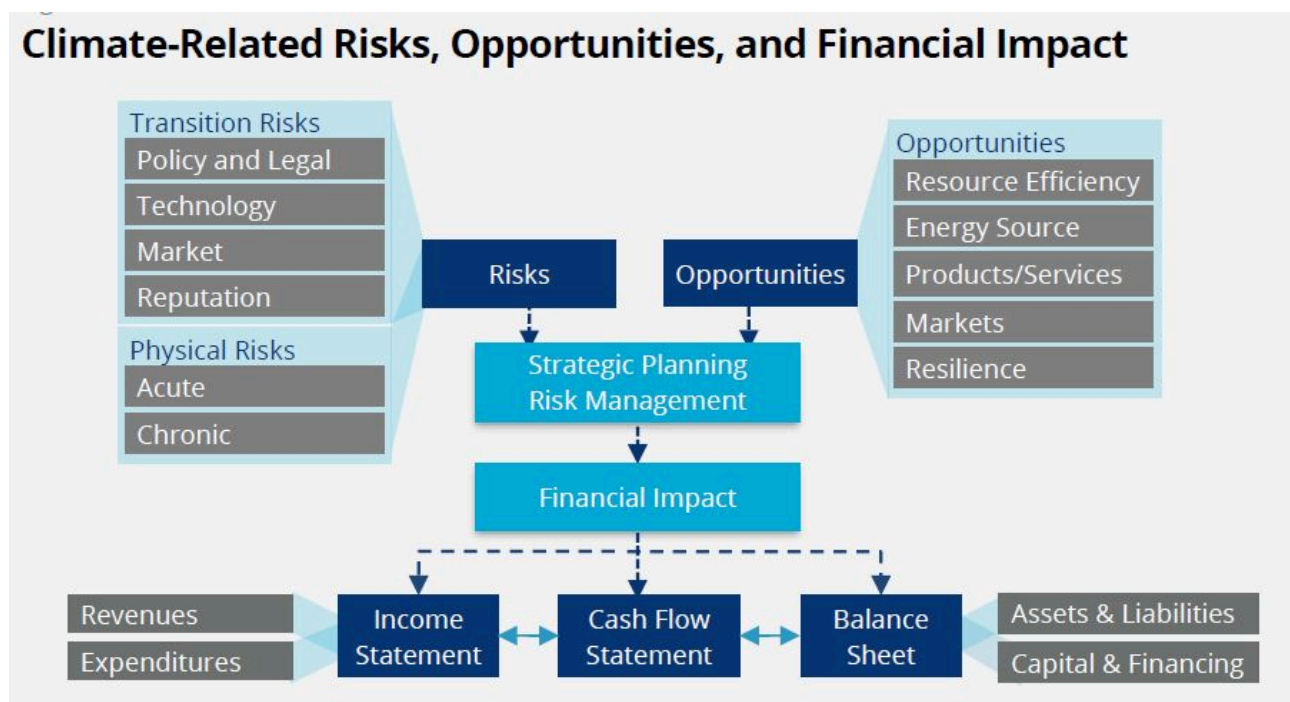 Climate-Related Risks, Opportunities, and Financial Impact
Transition Risks
Policy and Legal
Technology
Market
Reputation
Physical Risks
Acute
Chronic
Risks
Opportunities
Opportunities
Resource Efficiency
Energy Source
Products/Services
Markets
Resilience
Strategic Planning
Risk Management
Financial Impact
Revenues
Expenditures
Income
Statement
Cash Flow
Statement
Balance
Sheet
Assets & Liabilities
Capital & Financing